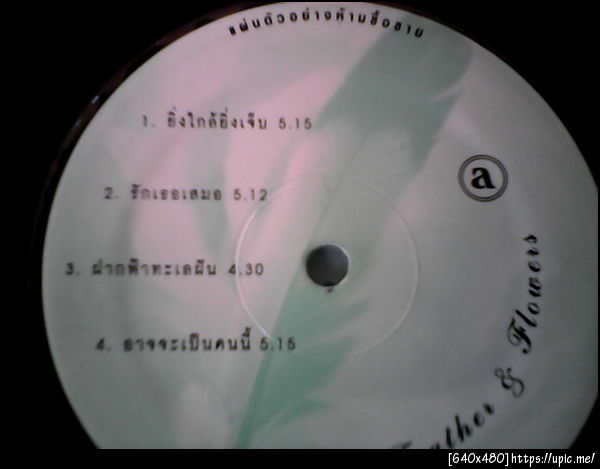 แผ่นตัวอย่างห้ามซื้อขาย
1. ยิ่งใกล้ยิ่งเจ็บ 5.15
a
2. รักเธอเสมอ 5.12
3. ฝากฟ้าทะเลฝัน 4.30
4. อาจจะเป็นคนนี้ 5.15
Feather & Flowers
[640x480]https://upic.me/